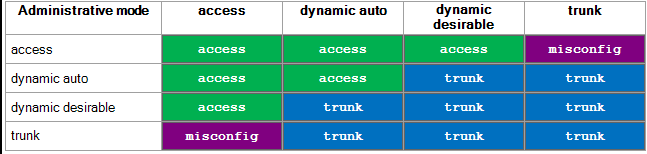 Administrative mode access dynamic auto dynamic desirable trunk
access access access access misconfig
dynamic auto access access trunk trunk
dynamic desirable access trunk trunk trunk
trunk misconfig trunk trunk trunk